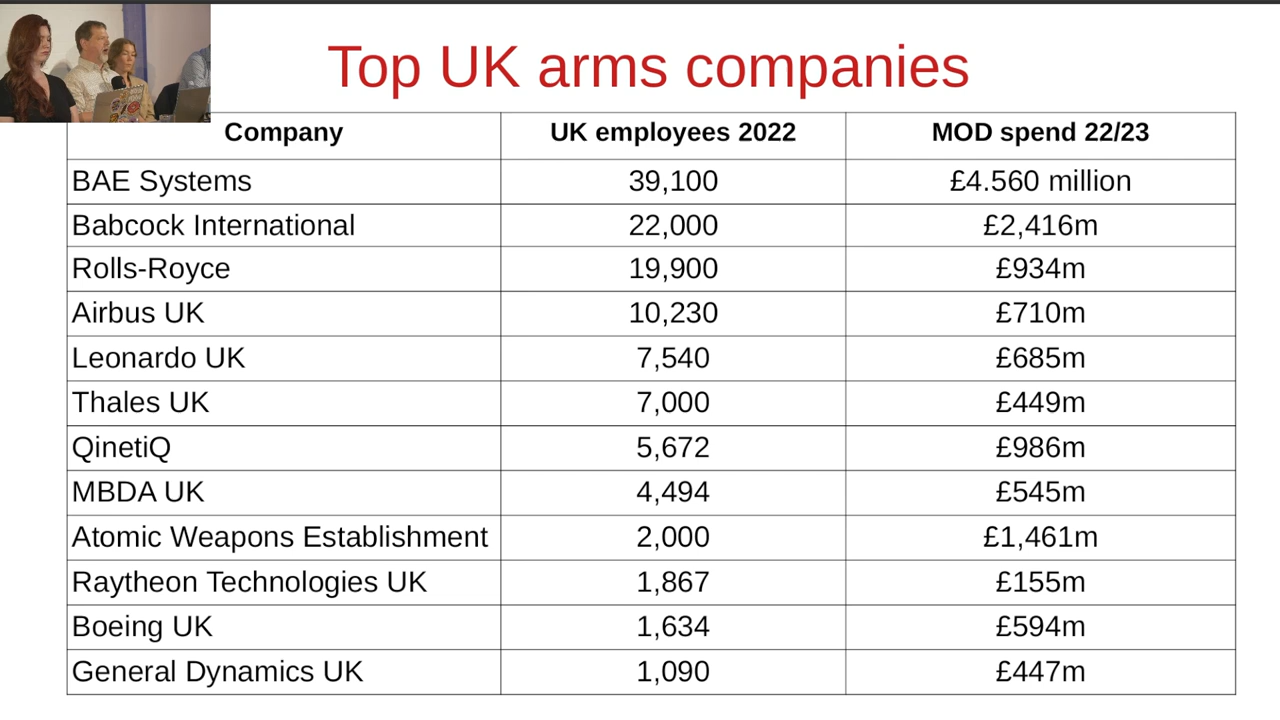 Top UK arms companies
Company UK employees 2022 MOD spend 22/23
BAE Systems 39,100 £4.560 million
Babcock International 22,000 £2,416m
Rolls-Royce 19,900 £934m
Airbus UK 10,230 £710m
Leonardo UK 7,540 £685m
Thales UK 7,000 £449m
QinetiQ 5,672 £986m
MBDA UK 4,494 £545m
Atomic Weapons Establishment 2,000 £1,461m
Raytheon Technologies UK 1,867 £155m
Boeing UK 1,634 £594m
General Dynamics UK 1,090 £447m